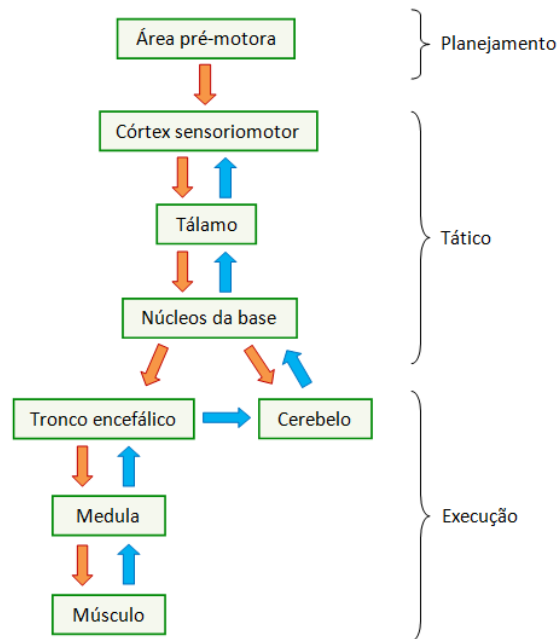 Área pré-motora
Planejamento
Córtex sensoriomotor
Tálamo
Tático
Núcleos da base
Tronco encefálico
Cerebelo
Medula
Execução
Músculo